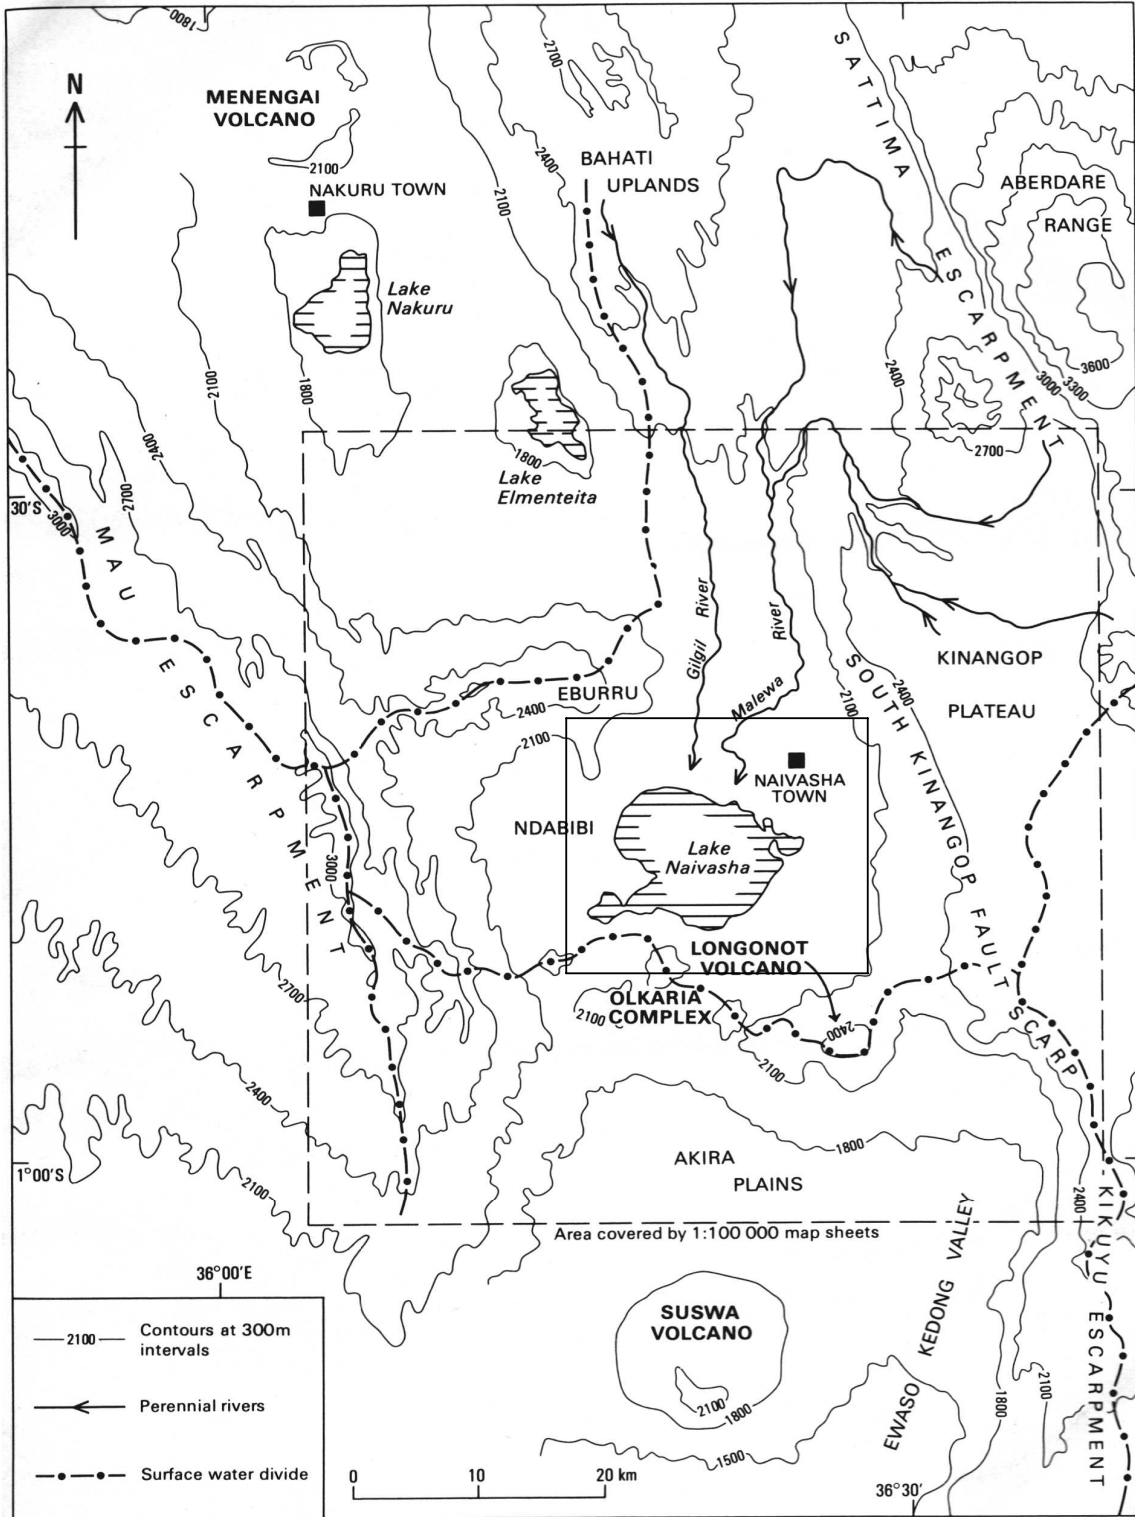 1800
N
MENENGAI
VOLCANO
2100
NAKURU TOWN
Lake
Nakuru
1800
2100
2400
2700
3000
30'S
2700
2400
2100
BAHATI
UPLANDS
SATTIMA ESCARPMENT
ABERDARE
RANGE
3600
3300
3000
2700
2400
1800
Lake
Elmenteita
MAU ESCARPMENT
Gilgil River
Malewa River
KINANGOP
PLATEAU
SOUTH KINANGOP FAULT SCARP
2400
2100
EBURRU
2400
2100
NAIVASHA
TOWN
NDABIBI
Lake
Naivasha
3000
LONGONOT
VOLCANO
OLKARIA
COMPLEX
2100
2400
2100
2700
2400
2100
1°00'S
1800
AKIRA
PLAINS
2400
Area covered by 1:100 000 map sheets
KIKUYU ESCARPMENT
EWASO KEDONG VALLEY
36°00'E
SUSWA
VOLCANO
2100
1800
1500
1800
2100
36°30'
2100
Contours at 300m
intervals
Perennial rivers
Surface water divide
0 10 20 km